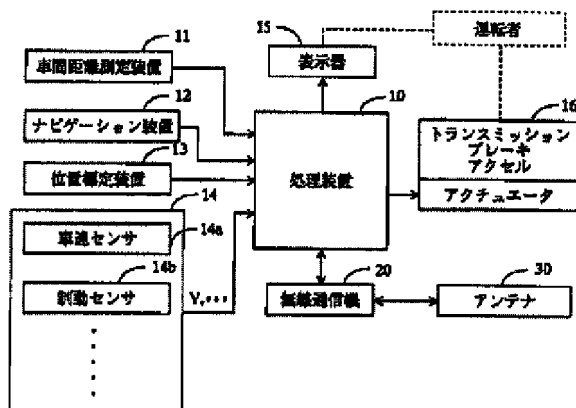 11
車間距離測定装置
12
ナビゲーション装置
13
位置標定装置
14
車速センサ
14a
制動センサ
14b
V,…
15
表示器
運転者
10
処理装置
16
トランスミッション
ブレーキ
アクセル
アクチュエータ
20
無線通信機
30
アンテナ